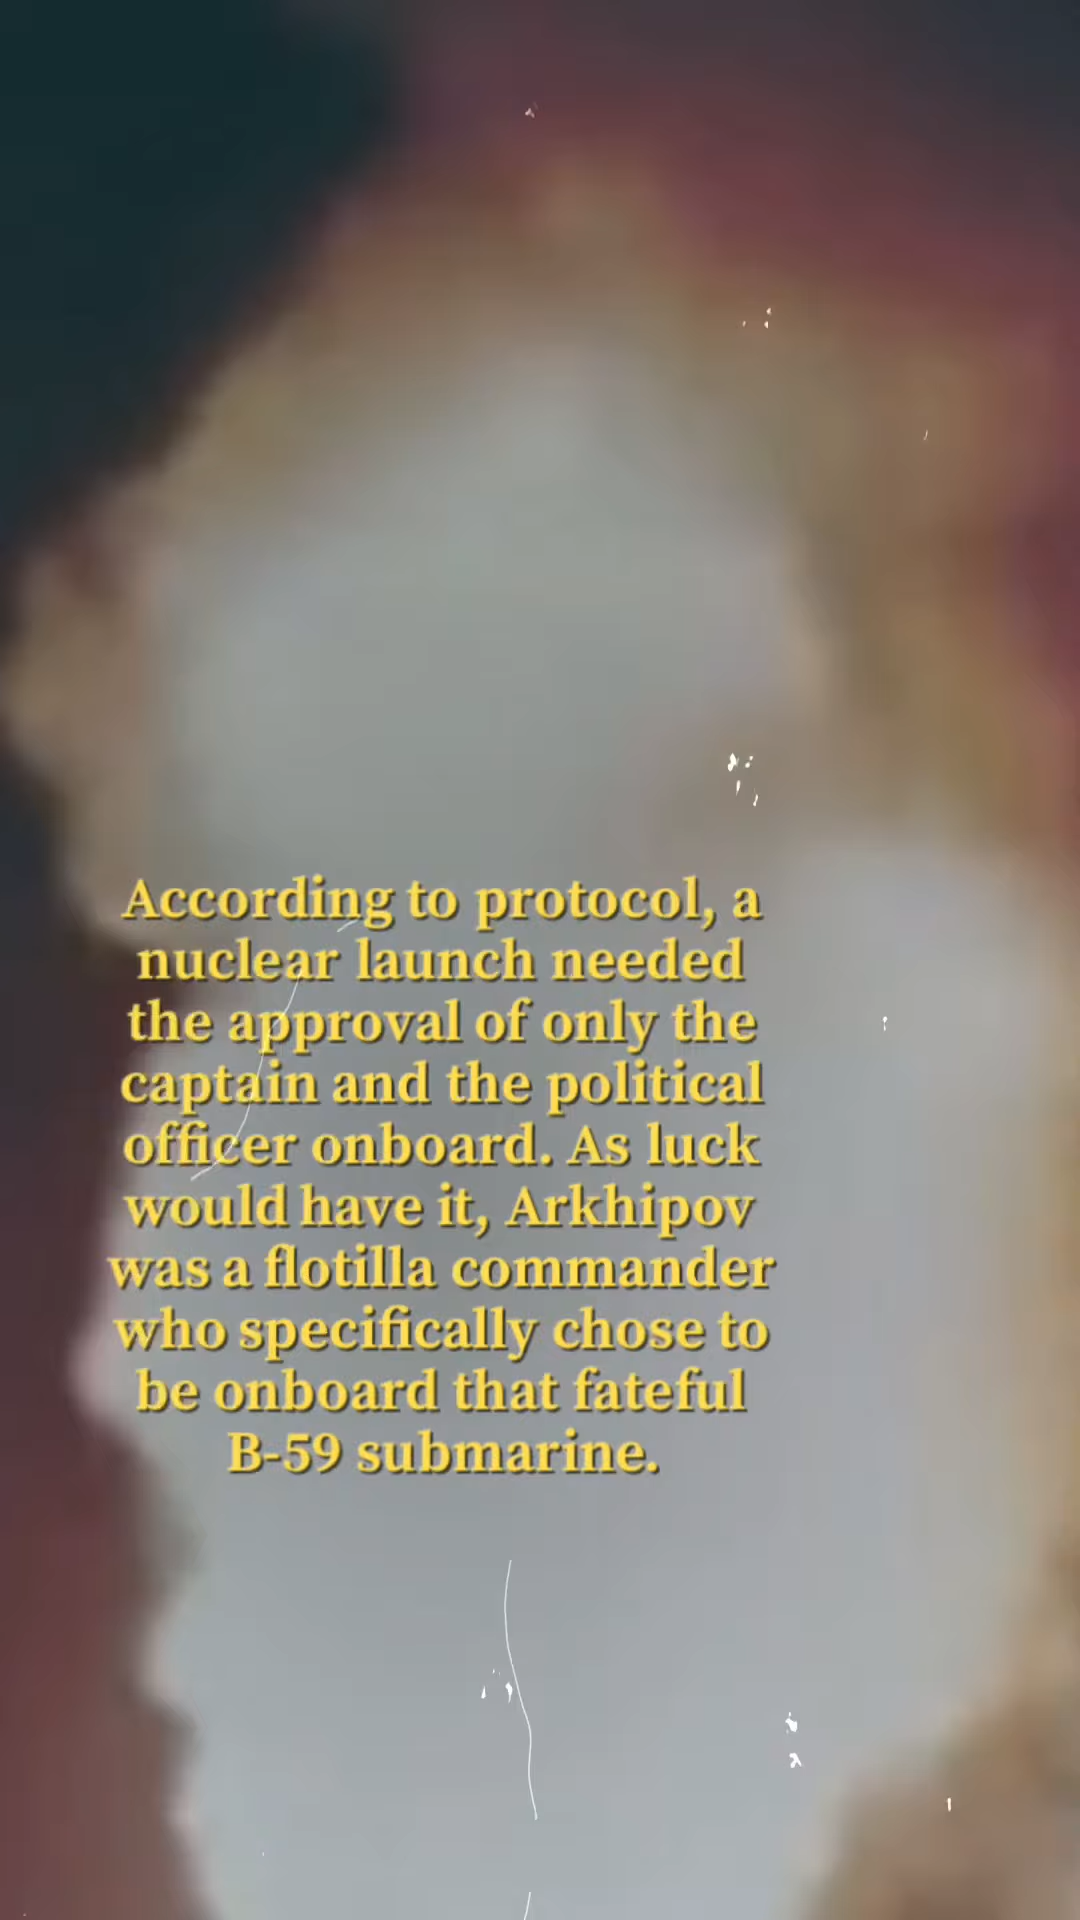 According to protocol, a
nuclear launch needed
the approval of only the
captain and the political
officer onboard. As luck
would have it, Arkhipov
was a flotilla commander
who specifically chose to
be onboard that fateful
B-59 submarine.